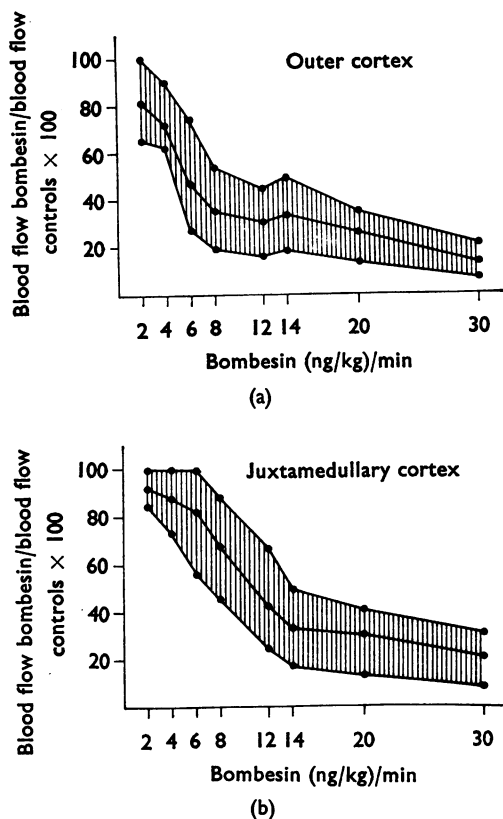 Outer cortex
Blood flow bombesin/blood flow
controls × 100
100
80
60
40
20
2 4 6 8 12 14 20 30
Bombesin (ng/kg)/min
(a)
Juxtamedullary cortex
Blood flow bombesin/blood flow
controls × 100
100
80
60
40
20
2 4 6 8 12 14 20 30
Bombesin (ng/kg)/min
(b)